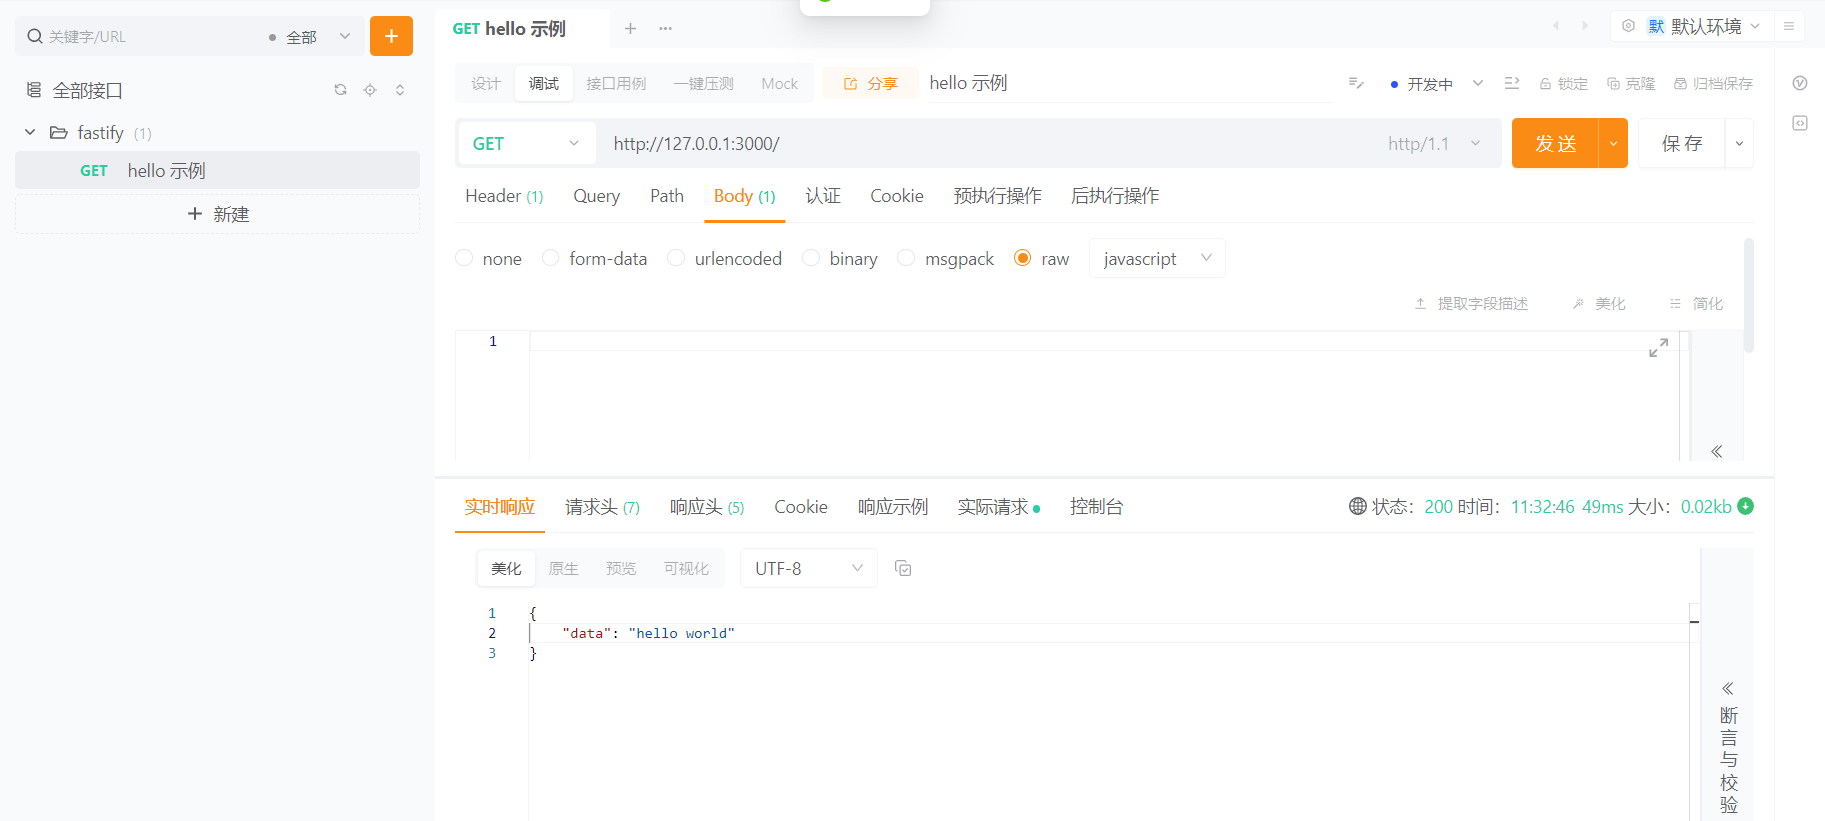 关键字/URL 全部
全部接口
fastify (1)
GET hello 示例
新建
GET hello 示例
默 默认环境
设计 调试 接口用例 一键压测 Mock 分享 hello 示例 开发中 锁定 克隆 归档保存
GET http://127.0.0.1:3000/ http/1.1 发送 保存
Header (1) Query Path Body (1) 认证 Cookie 预执行操作 后执行操作
none form-data urlencoded binary msgpack raw javascript
提取字段描述 美化 简化
1
实时响应 请求头 (7) 响应头 (5) Cookie 响应示例 实际请求 控制台 状态: 200 时间: 11:32:46 49ms 大小: 0.02kb
美化 原生 预览 可视化 UTF-8
1 {
2 "data": "hello world"
3 }
断言与校验